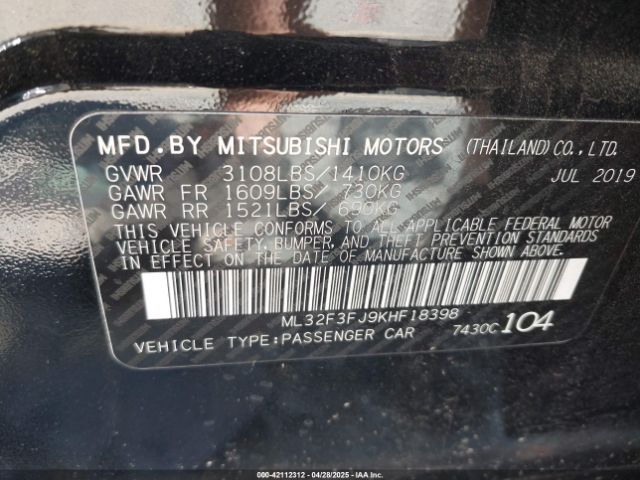 MFD.BY MITSUBISHI MOTORS (THAILAND)CO.,LTD.
GVWR 3108LBS/1410KG JUL 2019
GAWR FR 1609LBS/ 730KG
GAWR RR 1521LBS/ 690KG
THIS VEHICLE CONFORMS TO ALL APPLICABLE FEDERAL MOTOR
VEHICLE SAFETY, BUMPER, AND THEFT PREVENTION STANDARDS
IN EFFECT ON THE DATE OF MANUFACTURE SHOWN ABOVE.
ML32F3FJ9KHF18398
VEHICLE TYPE:PASSENGER CAR 7430C 104
000-42112312 | 04/28/2025 | IAA Inc.